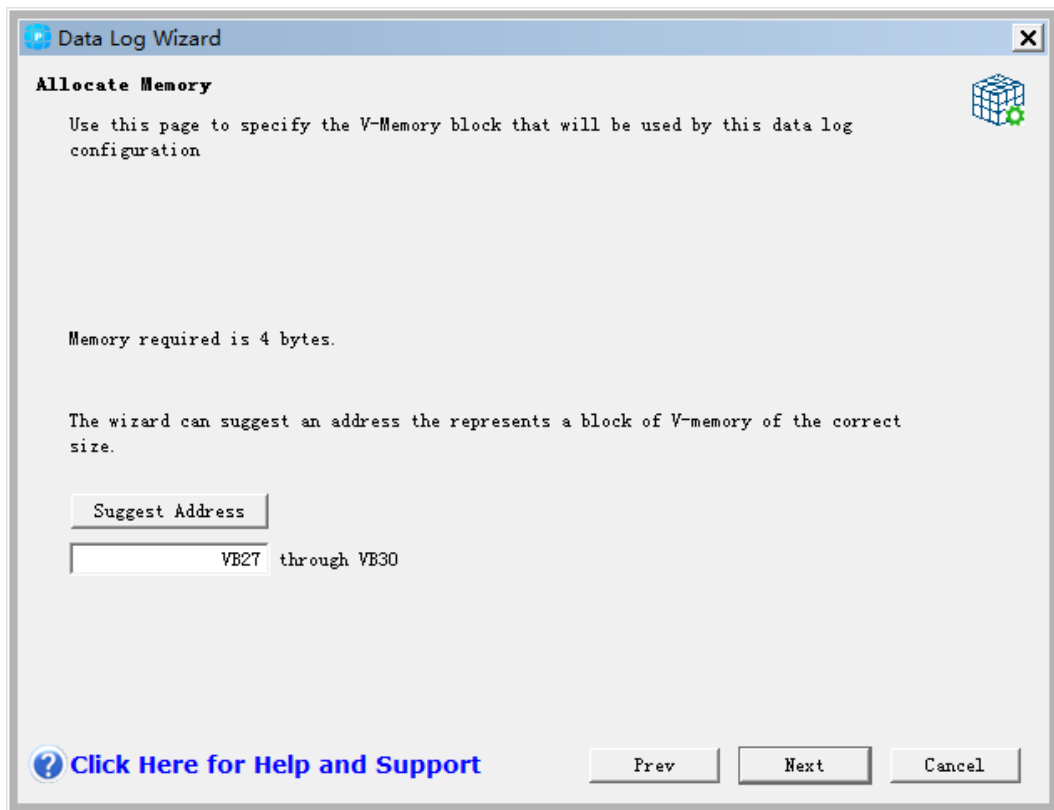 Data Log Wizard
Allocate Memory
Use this page to specify the V-Memory block that will be used by this data log
configuration
Memory required is 4 bytes.
The wizard can suggest an address the represents a block of V-memory of the correct
size.
Suggest Address
VB27 through VB30
Click Here for Help and Support
Prev Next Cancel